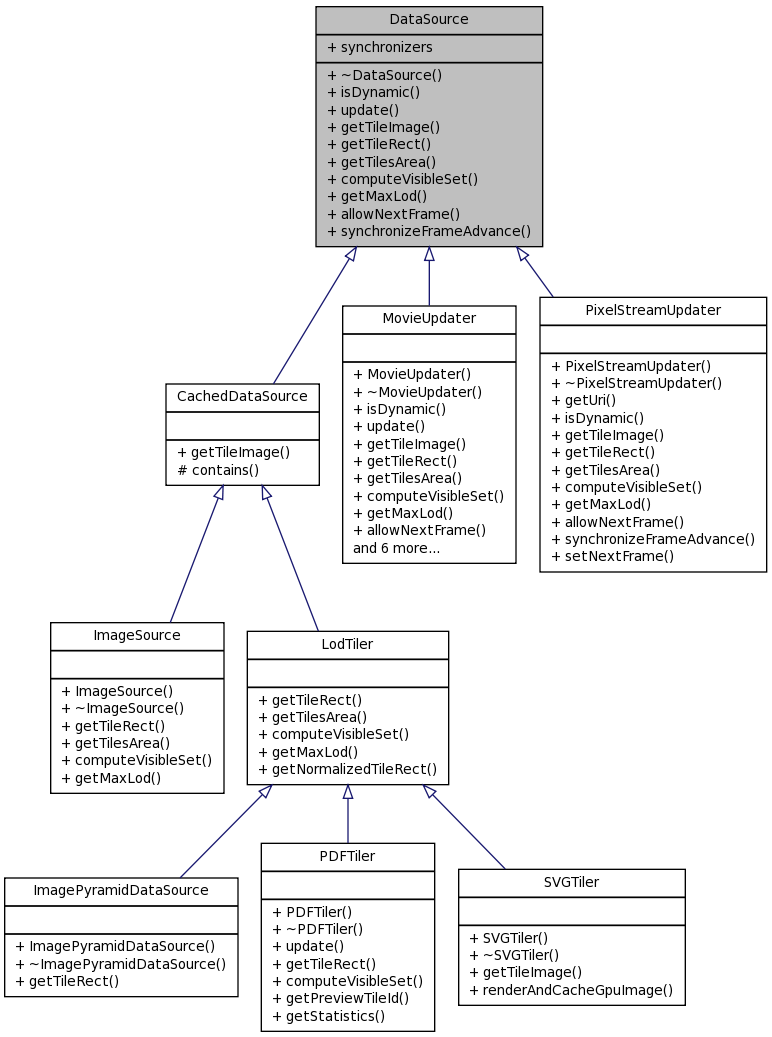 DataSource
+ synchronizers
+ ~DataSource()
+ isDynamic()
+ update()
+ getTileImage()
+ getTileRect()
+ getTilesArea()
+ computeVisibleSet()
+ getMaxLod()
+ allowNextFrame()
+ synchronizeFrameAdvance()
CachedDataSource
+ getTileImage()
# contains()
MovieUpdater
+ MovieUpdater()
+ ~MovieUpdater()
+ isDynamic()
+ update()
+ getTileImage()
+ getTileRect()
+ getTilesArea()
+ computeVisibleSet()
+ getMaxLod()
+ allowNextFrame()
and 6 more...
PixelStreamUpdater
+ PixelStreamUpdater()
+ ~PixelStreamUpdater()
+ getUri()
+ isDynamic()
+ getTileImage()
+ getTileRect()
+ getTilesArea()
+ computeVisibleSet()
+ getMaxLod()
+ allowNextFrame()
+ synchronizeFrameAdvance()
+ setNextFrame()
ImageSource
+ ImageSource()
+ ~ImageSource()
+ getTileRect()
+ getTilesArea()
+ computeVisibleSet()
+ getMaxLod()
LodTiler
+ getTileRect()
+ getTilesArea()
+ computeVisibleSet()
+ getMaxLod()
+ getNormalizedTileRect()
ImagePyramidDataSource
+ ImagePyramidDataSource()
+ ~ImagePyramidDataSource()
+ getTileRect()
PDFTiler
+ PDFTiler()
+ ~PDFTiler()
+ update()
+ getTileRect()
+ computeVisibleSet()
+ getPreviewTileId()
+ getStatistics()
SVGTiler
+ SVGTiler()
+ ~SVGTiler()
+ getTileImage()
+ renderAndCacheGpuImage()